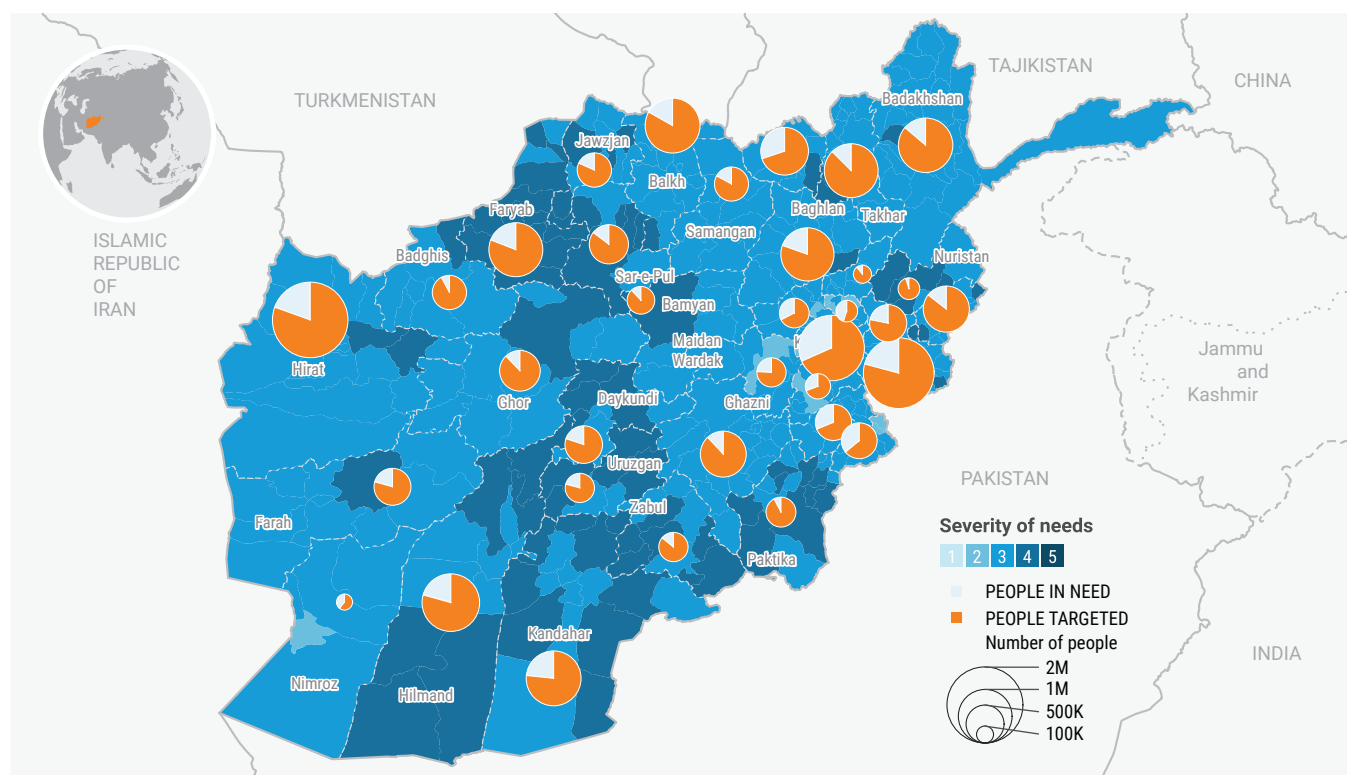 TURKMENISTAN
TAJIKISTAN
CHINA
Badakhshan
Jawzjan
Balkh
Baghlan
Takhar
Faryab
Samangan
ISLAMIC
REPUBLIC
OF
IRAN
Badghis
Sar-e-Pul
Nuristan
Bamyan
Maidan
Wardak
Hirat
Ghor
Daykundi
Ghazni
Jammu
and
Kashmir
Uruzgan
Zabul
Farah
PAKISTAN
Paktika
Kandahar
Nimroz
Hilmand
INDIA
Severity of needs
1 2 3 4 5
PEOPLE IN NEED
PEOPLE TARGETED
Number of people
2M
1M
500K
100K